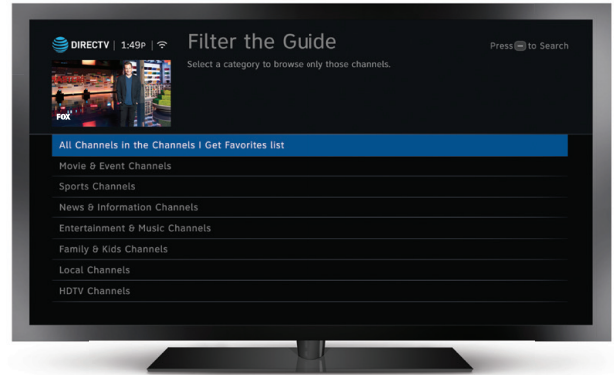 DIRECTV | 1:49P |
Filter the Guide
Press to Search
Select a category to browse only those channels.
FOX
All Channels in the Channels I Get Favorites list
Movie & Event Channels
Sports Channels
News & Information Channels
Entertainment & Music Channels
Family & Kids Channels
Local Channels
HDTV Channels